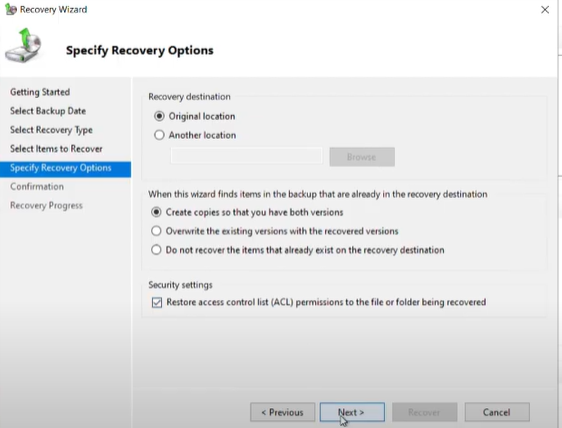 Recovery Wizard
Specify Recovery Options
Getting Started
Select Backup Date
Select Recovery Type
Select Items to Recover
Specify Recovery Options
Confirmation
Recovery Progress
Recovery destination
Original location
Another location
Browse
When this wizard finds items in the backup that are already in the recovery destination
Create copies so that you have both versions
Overwrite the existing versions with the recovered versions
Do not recover the items that already exist on the recovery destination
Security settings
Restore access control list (ACL) permissions to the file or folder being recovered
< Previous
Next >
Recover
Cancel